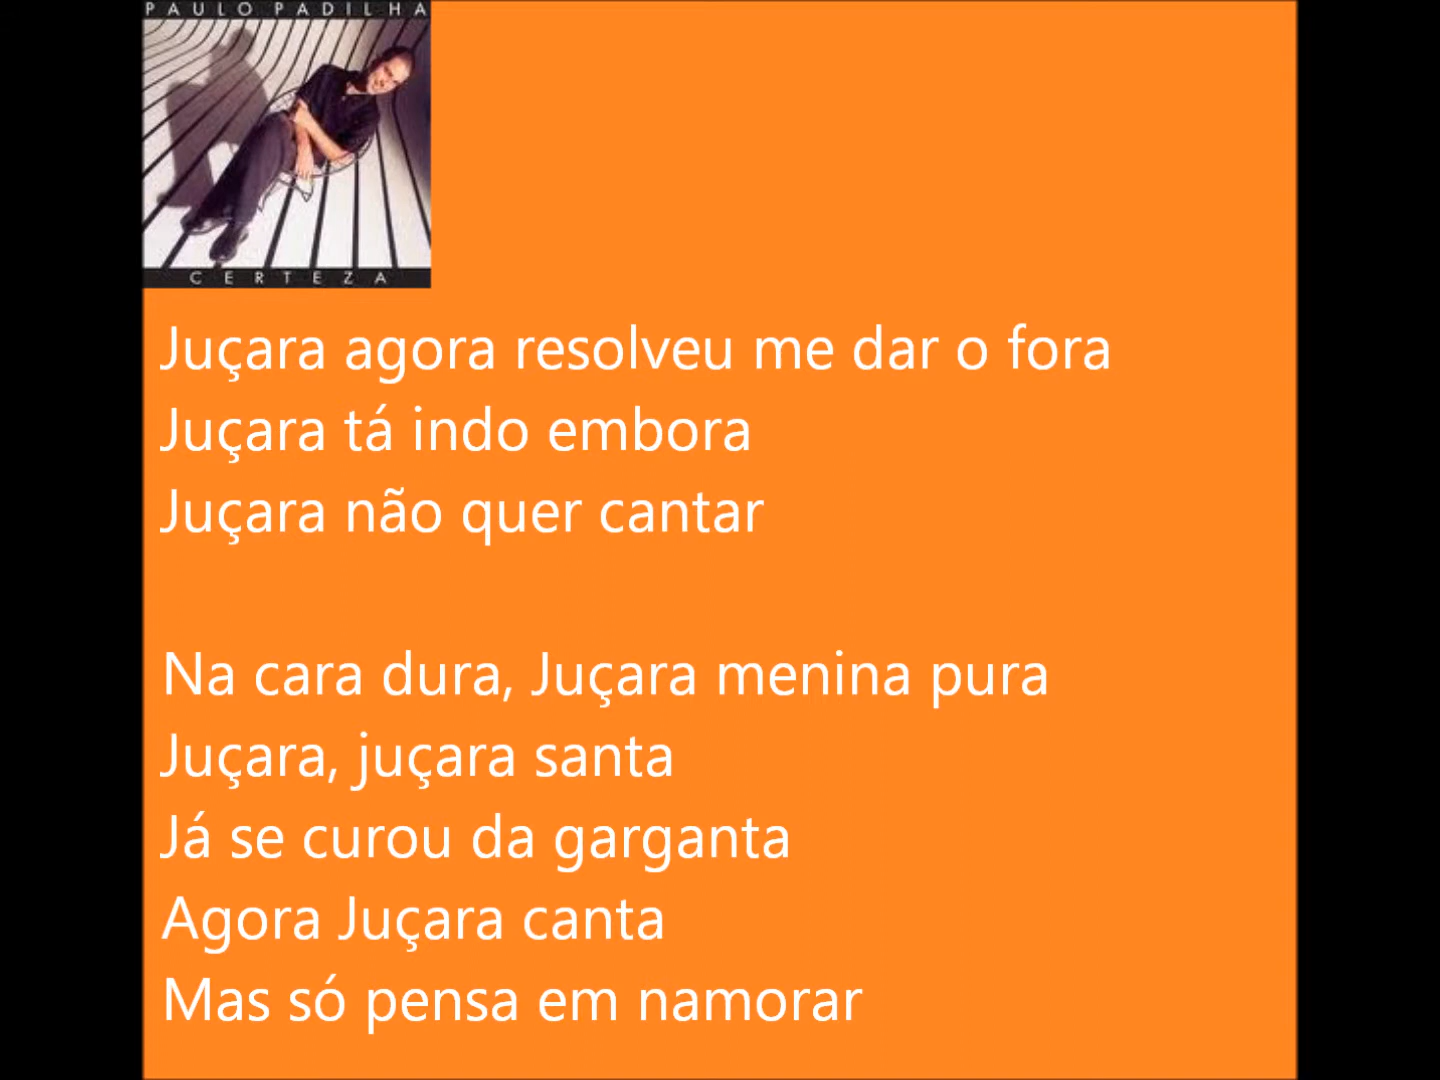 PAULO PADILHA
CERTEZA
Juçara agora resolveu me dar o fora
Juçara tá indo embora
Juçara não quer cantar
Na cara dura, Juçara menina pura
Juçara, juçara santa
Já se curou da garganta
Agora Juçara canta
Mas só pensa em namorar